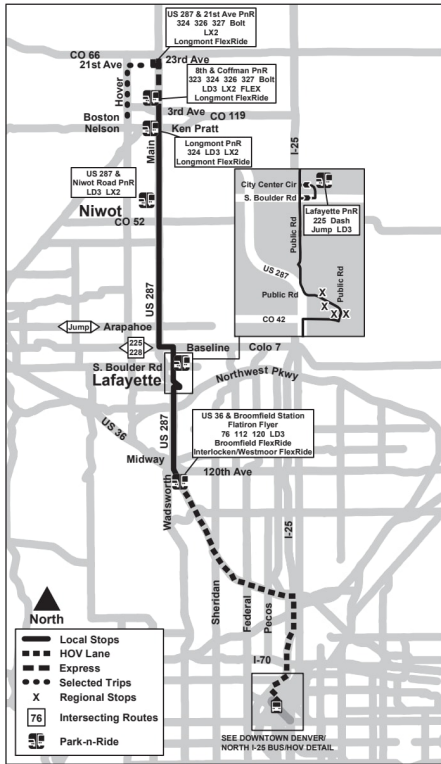 US 287 & 21st Ave PnR
324 326 327 Bolt
LX2
Longmont FlexRide
CO 66
21st Ave
23rd Ave
8th & Coffman PnR
323 324 326 327 Bolt
LD3 LX2 FLEX
Longmont FlexRide
Hover
3rd Ave
CO 119
Boston
Nelson
Ken Pratt
Main
I-25
Longmont PnR
324 LD3 LX2
Longmont FlexRide
US 287 &
Niwot Road PnR
LD3 LX2
Niwot
CO 52
City Center Cir
S. Boulder Rd
Lafayette PnR
225 Dash
Jump LD3
Public Rd
US 287
Public Rd
Public Rd
X
X
X
X
CO 42
US 287
Jump
Arapahoe
225
228
Baseline
Colo 7
S. Boulder Rd
Lafayette
Northwest Pkwy
US 36
US 287
US 36 & Broomfield Station
Flatiron Flyer
76 112 120 LD3
Broomfield FlexRide
Interlocken/Westmoor FlexRide
Midway
120th Ave
Wadsworth
I-25
Sheridan
Federal
Pecos
I-70
North
Local Stops
HOV Lane
Express
Selected Trips
X Regional Stops
76 Intersecting Routes
Park-n-Ride
SEE DOWNTOWN DENVER/
NORTH I-25 BUS/HOV DETAIL